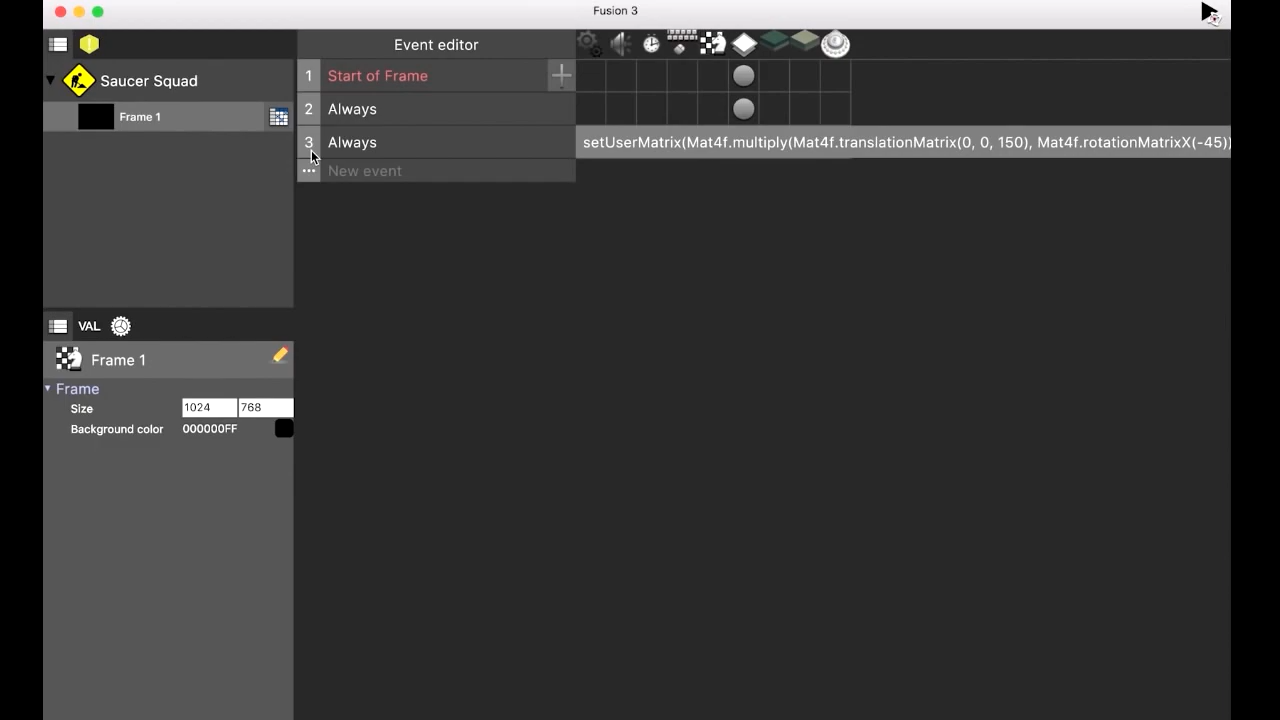 Fusion 3
Event editor
Saucer Squad
Frame 1
1 Start of Frame
2 Always
3 Always
setUserMatrix(Mat4f.multiply(Mat4f.translationMatrix(0, 0, 150), Mat4f.rotationMatrixX(-45))
New event
VAL
Frame 1
Frame
Size 1024 768
Background color 000000FF